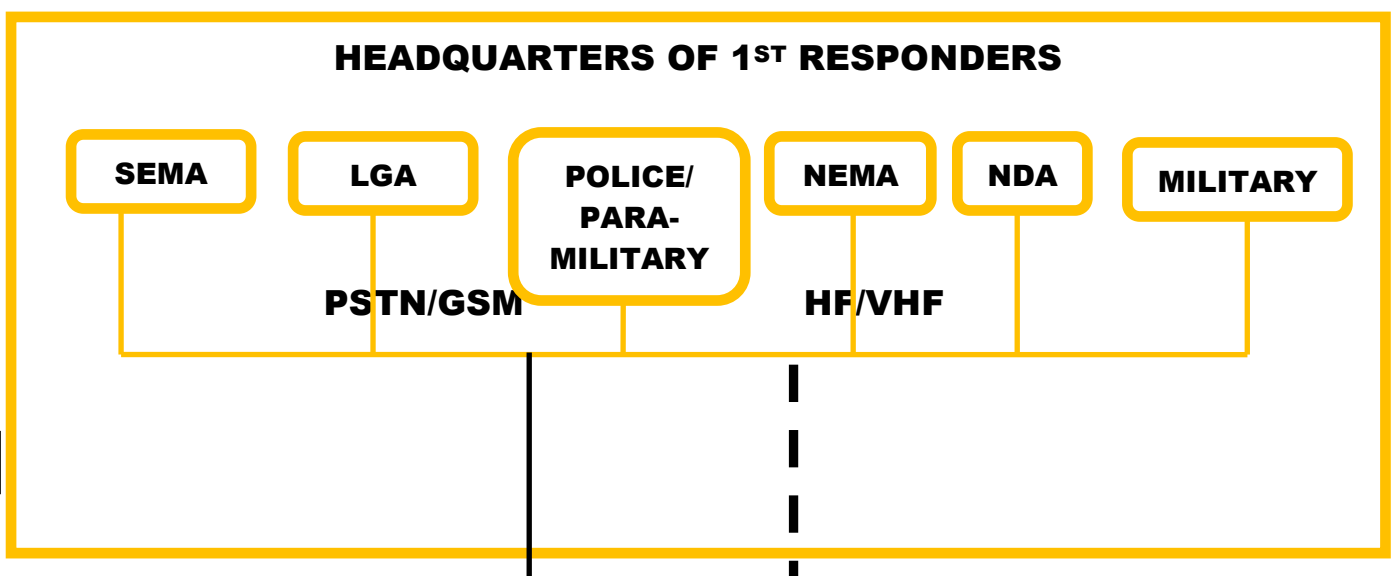 HEADQUARTERS OF 1ST RESPONDERS
SEMA
LGA
POLICE/
PARA-
MILITARY
NEMA
NDA
MILITARY
PSTN/GSM
HF/VHF